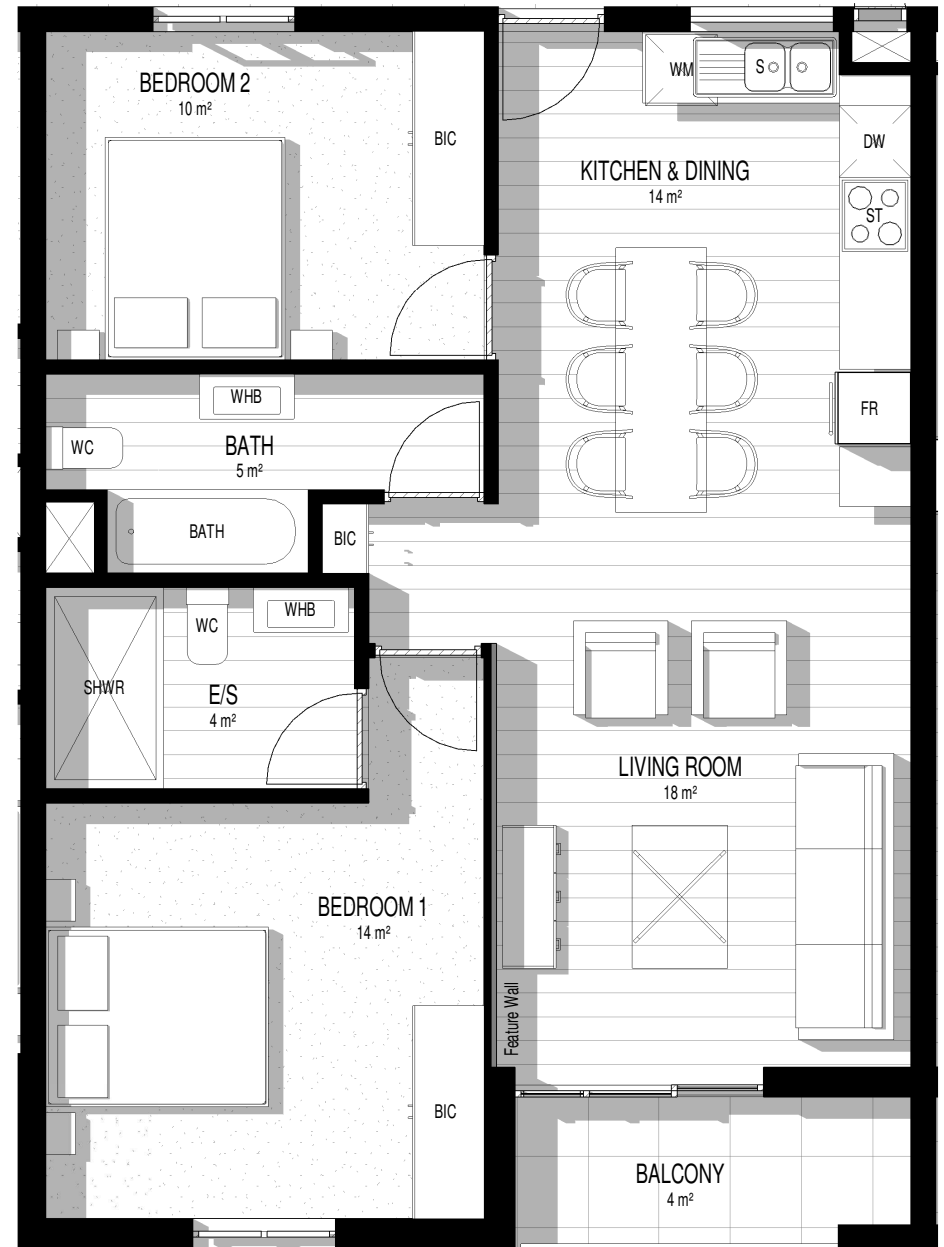 BEDROOM 2
10 m²
BIC
WM
S
KITCHEN & DINING
14 m²
DW
ST
FR
WHB
WC
BATH
5 m²
BATH
BIC
WHB
WC
SHWR
E/S
4 m²
LIVING ROOM
18 m²
BEDROOM 1
14 m²
Feature Wall
BIC
BALCONY
4 m²